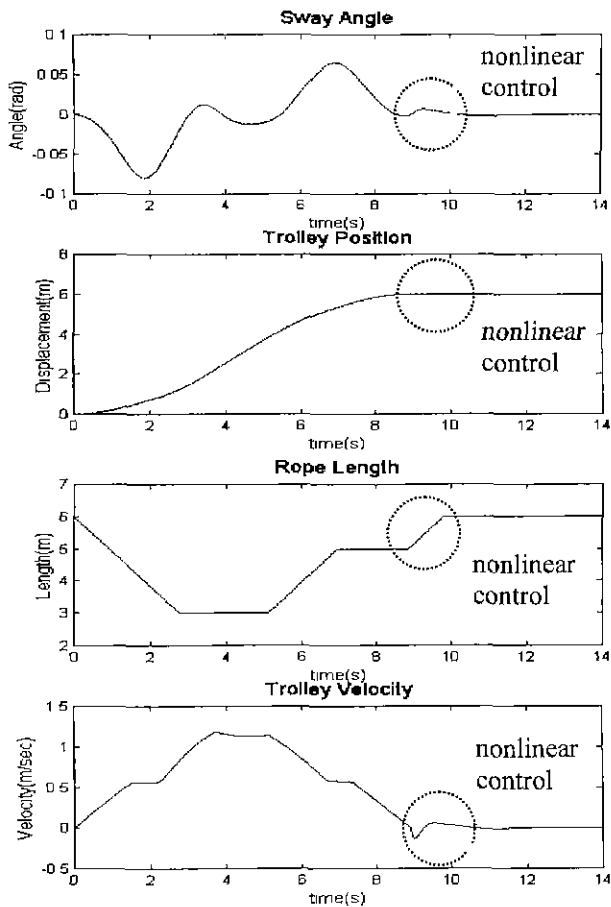 Sway Angle
0.1
0.05
0
-0.05
-0.1
Angle(rad)
nonlinear
control
0 2 4 6 8 10 12 14
time(s)
Trolley Position
8
6
4
2
0
Displacement(m)
nonlinear
control
0 2 4 6 8 10 12 14
time(s)
Rope Length
7
6
5
4
3
2
Length(m)
nonlinear
control
0 2 4 6 8 10 12 14
time(s)
Trolley Velocity
1.5
1
0.5
0
-0.5
Velocity(m/sec)
nonlinear
control
0 2 4 6 8 10 12 14
time(s)